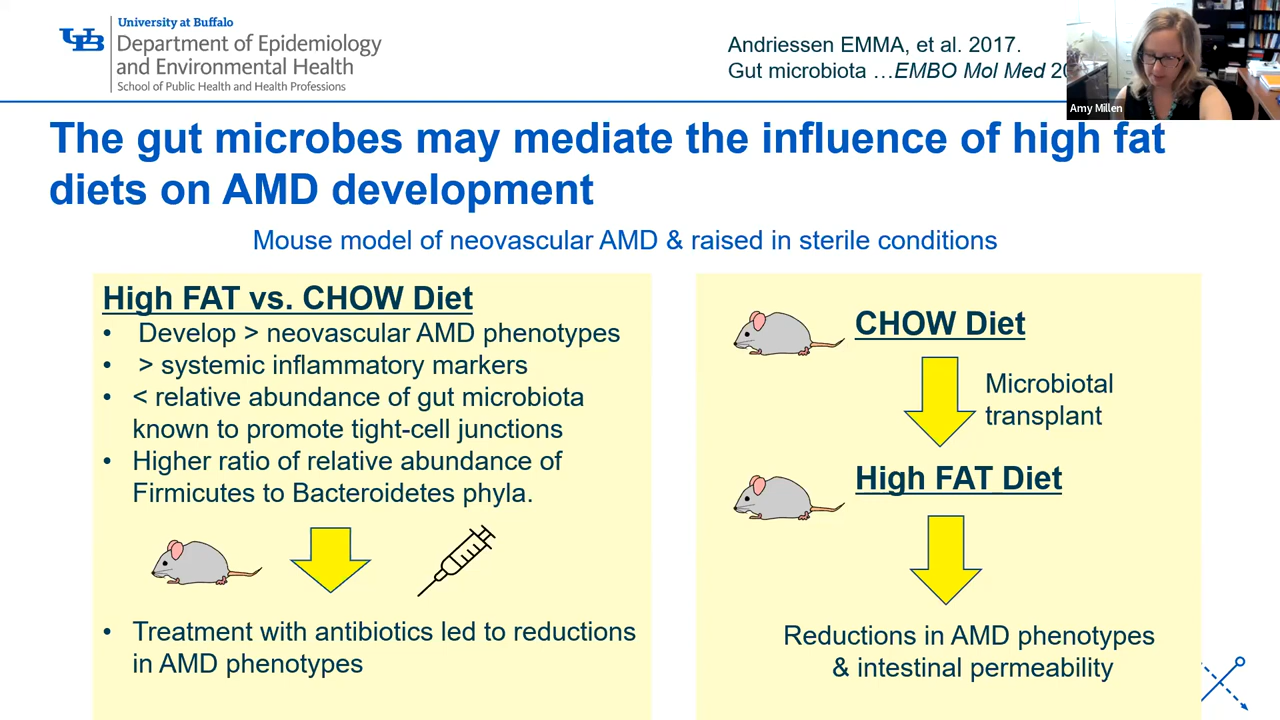 University at Buffalo
UB
Department of Epidemiology
and Environmental Health
School of Public Health and Health Professions
Andriessen EMMA, et al. 2017.
Gut microbiota …EMBO Mol Med
Amy Millen
The gut microbes may mediate the influence of high fat
diets on AMD development
Mouse model of neovascular AMD & raised in sterile conditions
High FAT vs. CHOW Diet
• Develop > neovascular AMD phenotypes
• > systemic inflammatory markers
• < relative abundance of gut microbiota
known to promote tight-cell junctions
• Higher ratio of relative abundance of
Firmicutes to Bacteroidetes phyla.
• Treatment with antibiotics led to reductions
in AMD phenotypes
CHOW Diet
Microbiotal
transplant
High FAT Diet
Reductions in AMD phenotypes
& intestinal permeability